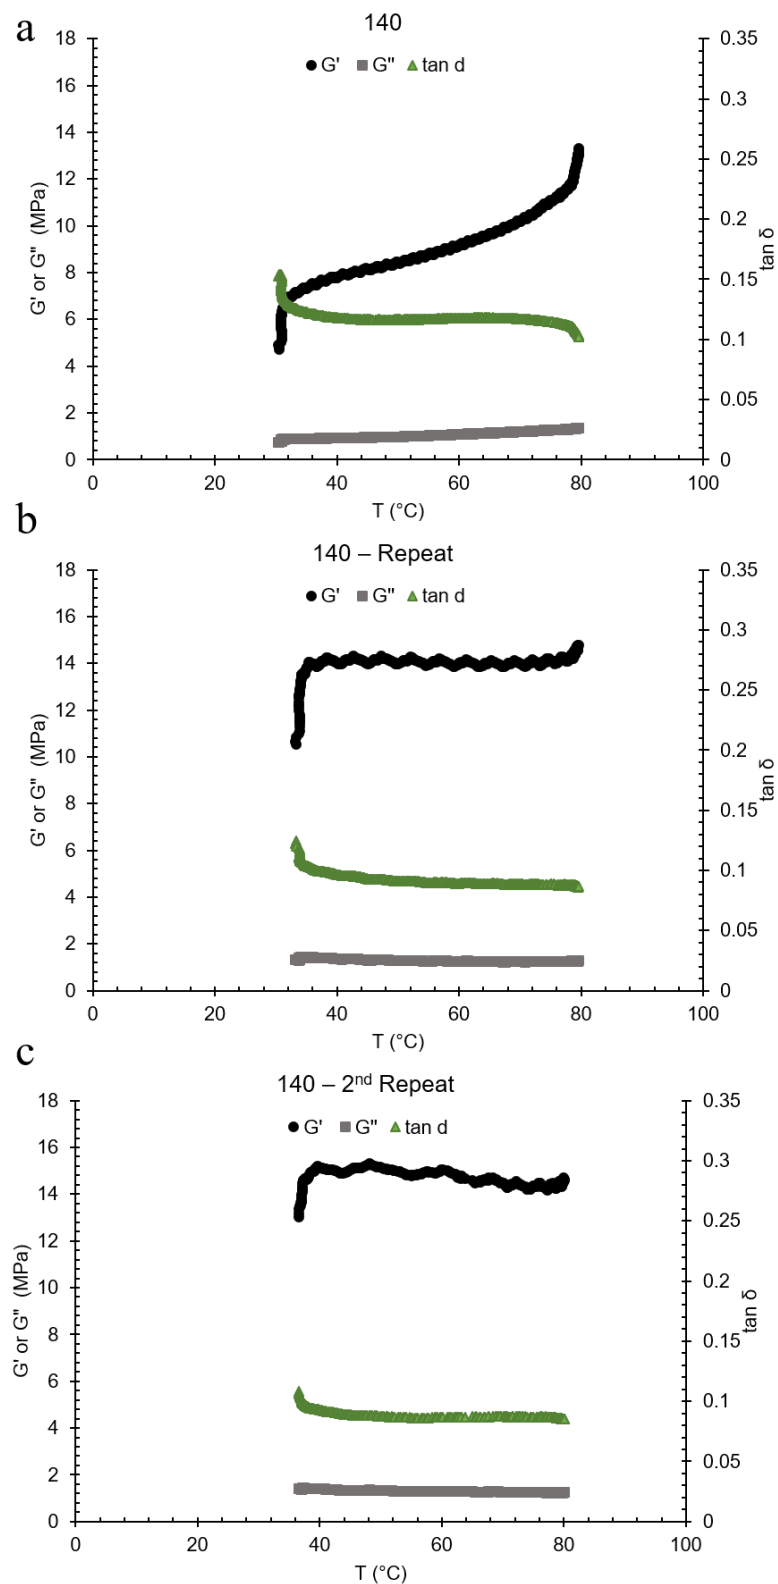 a
140
G' G" tan d
18
16
14
12
10
8
6
4
2
0
G' or G" (MPa)
0.35
0.3
0.25
0.2
0.15
0.1
0.05
0
tan δ
0 20 40 60 80 100
T (°C)
b
140 – Repeat
G' G" tan d
18
16
14
12
10
8
6
4
2
0
G' or G" (MPa)
0.35
0.3
0.25
0.2
0.15
0.1
0.05
0
tan δ
0 20 40 60 80 100
T (°C)
c
140 – 2nd Repeat
G' G" tan d
18
16
14
12
10
8
6
4
2
0
G' or G" (MPa)
0.35
0.3
0.25
0.2
0.15
0.1
0.05
0
tan δ
0 20 40 60 80 100
T (°C)